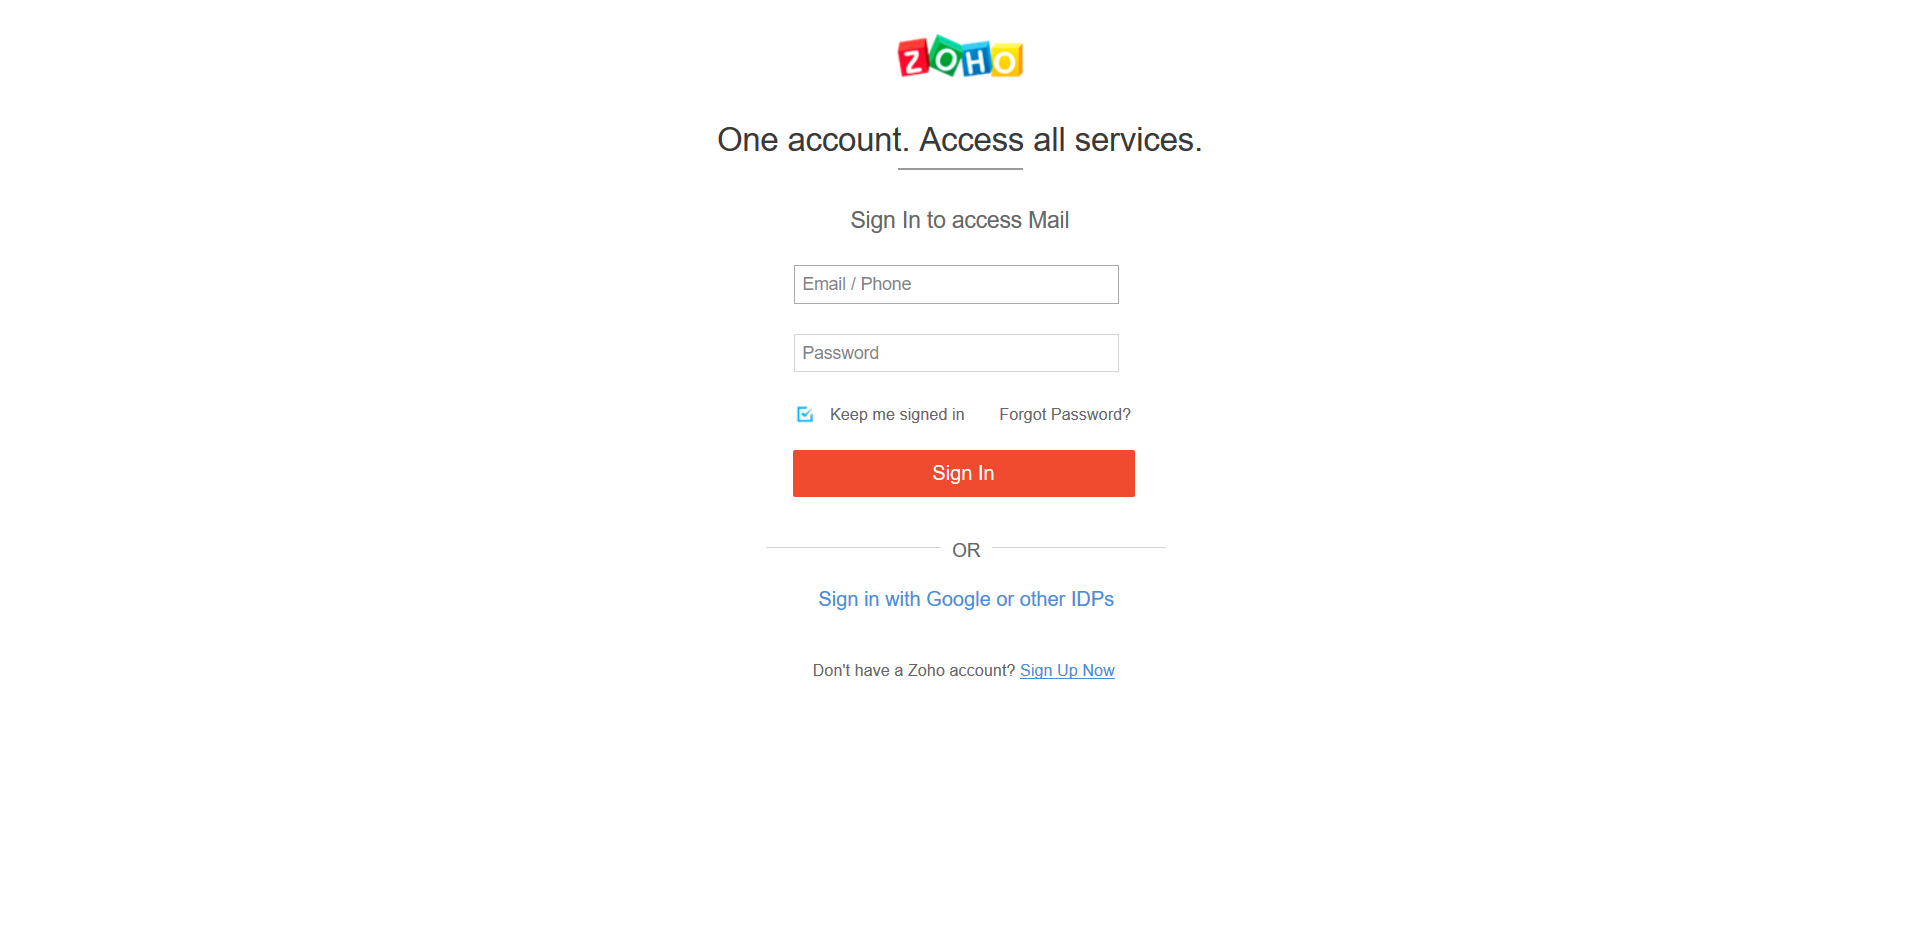 ZOHO
One account. Access all services.
Sign In to access Mail
Email / Phone
Password
Keep me signed in Forgot Password?
Sign In
OR
Sign in with Google or other IDPs
Don't have a Zoho account? Sign Up Now